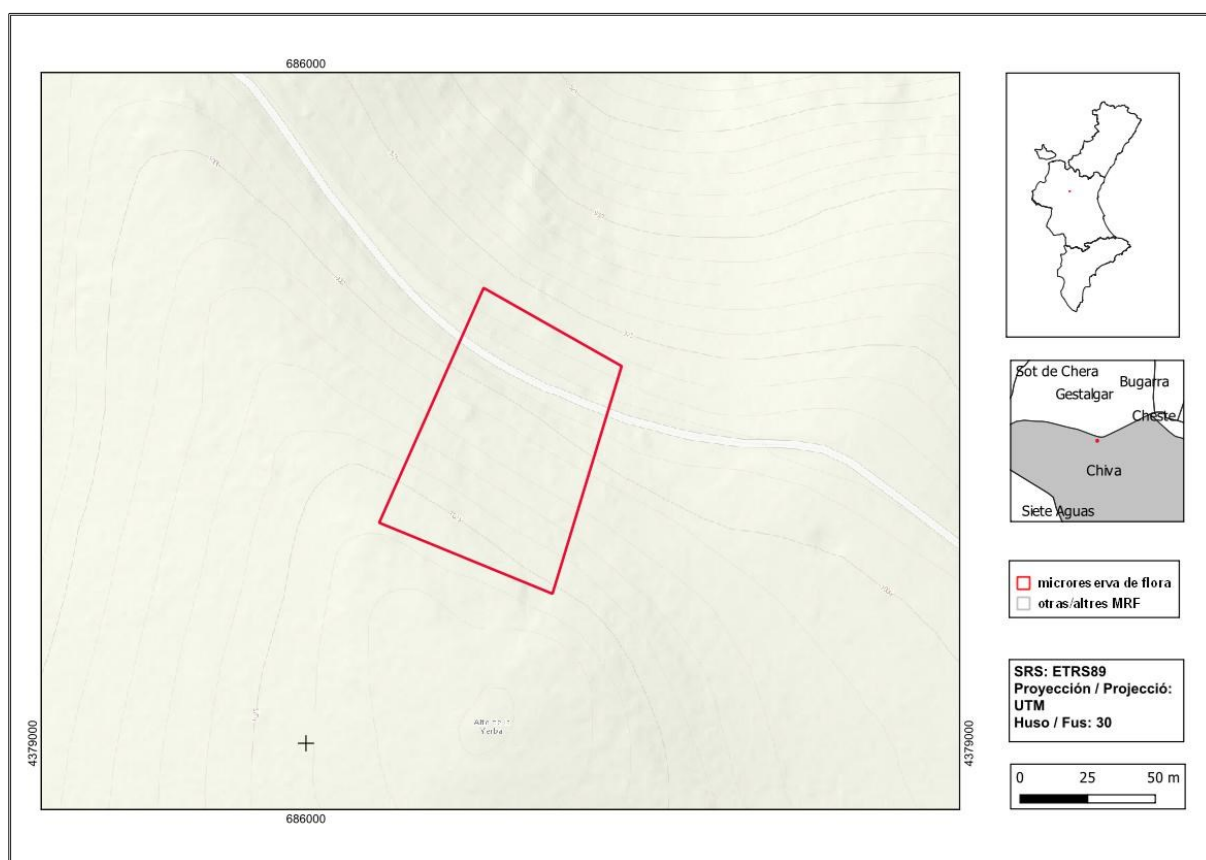 686000
4379000
Yerba
4379000
686000
Sot de Chera
Bugarra
Gestalgar
Cheste
Chiva
Siete Aguas
microreserva de flora
otras/altres MRF
SRS: ETRS89
Proyección / Projecció:
UTM
Huso / Fus: 30
0 25 50 m